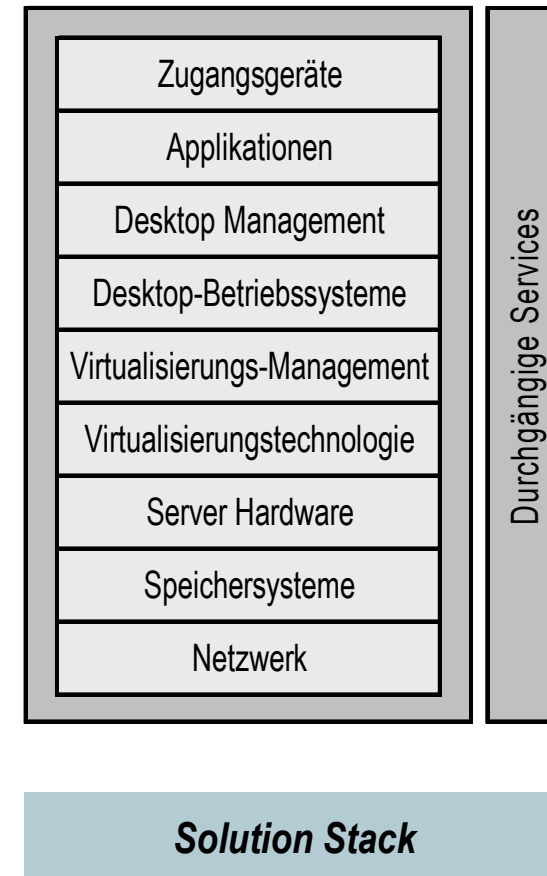 Zugangsgeräte
Applikationen
Desktop Management
Desktop-Betriebssysteme
Virtualisierungs-Management
Virtualisierungstechnologie
Server Hardware
Speichersysteme
Netzwerk
Durchgängige Services
Solution Stack